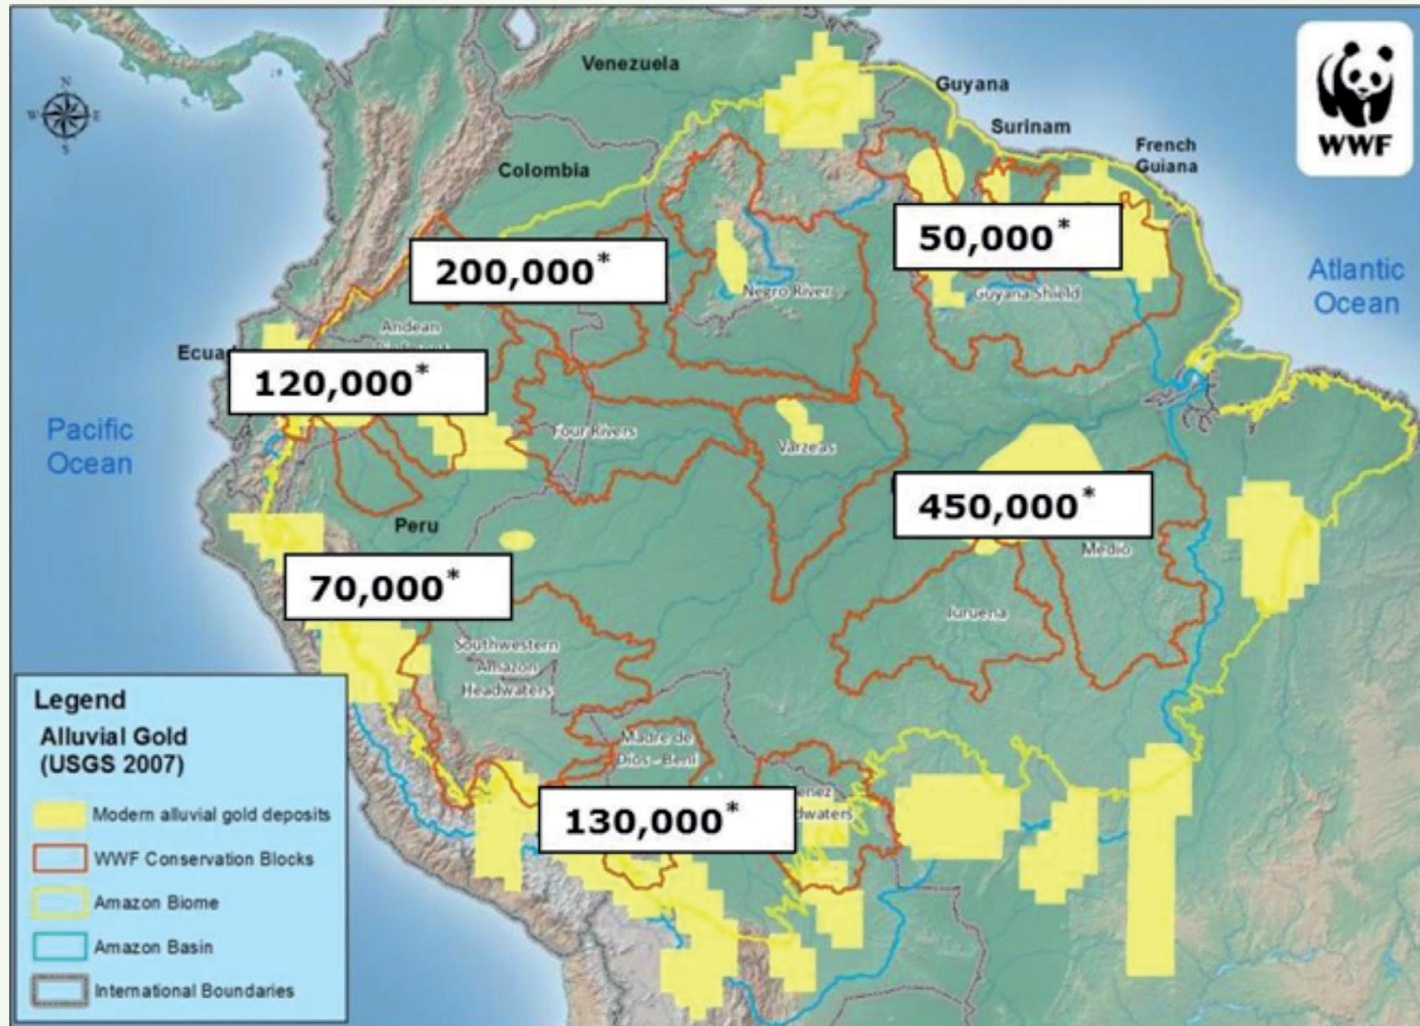 N
W
E
S
Venezuela
Guyana
Surinam
French
Guiana
WWF
Colombia
200,000*
50,000*
Atlantic
Ocean
Negro River
Guyana Shield
Andean
Ecuad
120,000*
Pacific
Ocean
Four Rivers
Varzeas
450,000*
Peru
Medio
70,000*
Juruena
Southwestern
Amazon
Headwaters
Madre de
Dios - Beni
130,000*
enez
dwaters
Legend
Alluvial Gold
(USGS 2007)
Modern alluvial gold deposits
WWF Conservation Blocks
Amazon Biome
Amazon Basin
International Boundaries